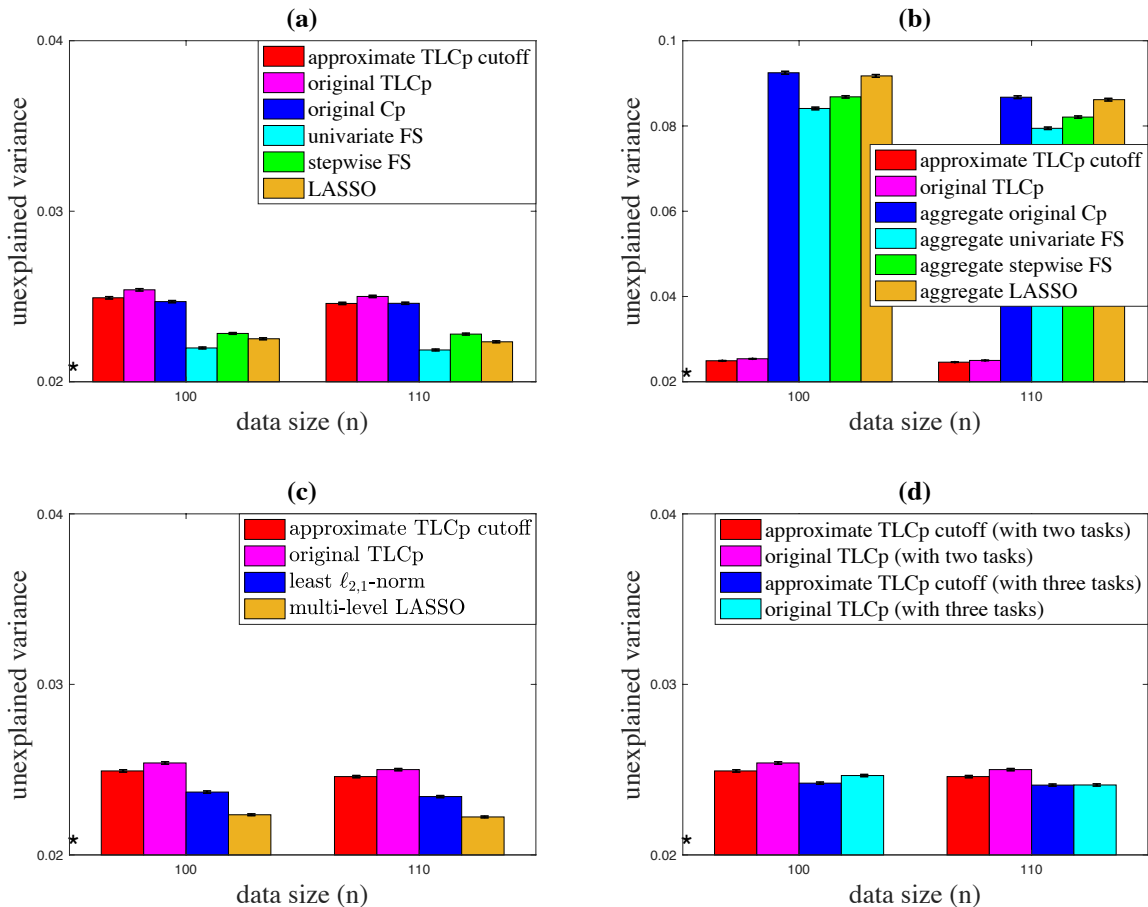 (a)
0.04
0.03
0.02
unexplained variance
approximate TLCp cutoff
original TLCp
original Cp
univariate FS
stepwise FS
LASSO
*
100
110
data size (n)
(b)
0.1
0.08
0.06
0.04
0.02
unexplained variance
approximate TLCp cutoff
original TLCp
aggregate original Cp
aggregate univariate FS
aggregate stepwise FS
aggregate LASSO
*
100
110
data size (n)
(c)
0.04
0.03
0.02
unexplained variance
approximate TLCp cutoff
original TLCp
least ℓ2,1-norm
multi-level LASSO
*
100
110
data size (n)
(d)
0.04
0.03
0.02
unexplained variance
approximate TLCp cutoff (with two tasks)
original TLCp (with two tasks)
approximate TLCp cutoff (with three tasks)
original TLCp (with three tasks)
*
100
110
data size (n)